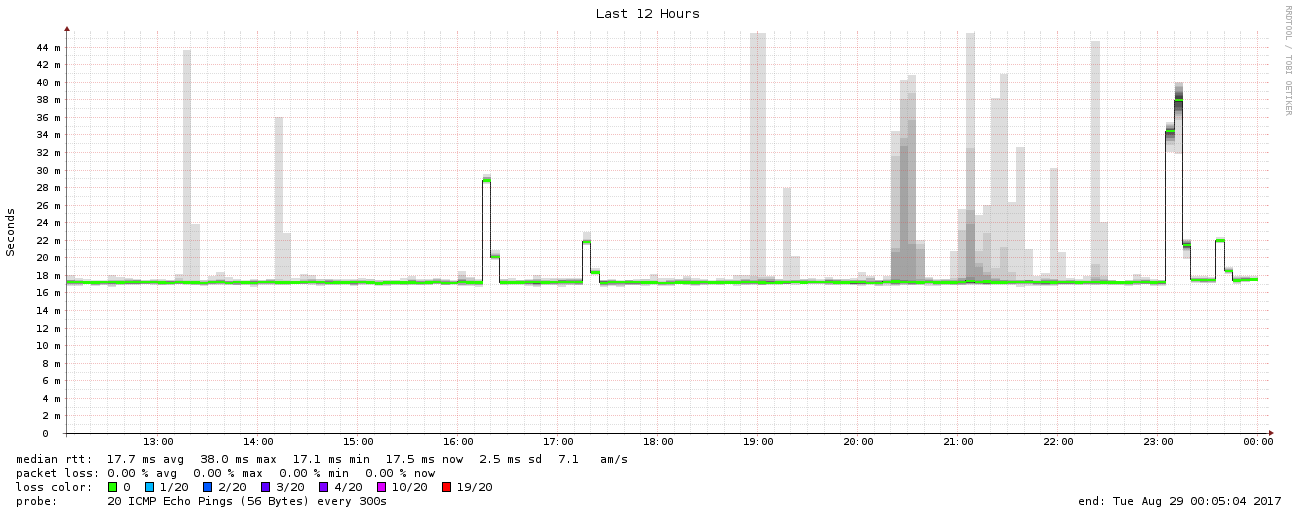 Last 12 Hours
RRDTOOL / TOBI OETIKER
Seconds
44 m
42 m
40 m
38 m
36 m
34 m
32 m
30 m
28 m
26 m
24 m
22 m
20 m
18 m
16 m
14 m
12 m
10 m
8 m
6 m
4 m
2 m
0
13:00 14:00 15:00 16:00 17:00 18:00 19:00 20:00 21:00 22:00 23:00 00:00
median rtt: 17.7 ms avg 38.0 ms max 17.1 ms min 17.5 ms now 2.5 ms sd 7.1 am/s
packet loss: 0.00 % avg 0.00 % max 0.00 % min 0.00 % now
loss color: 0 1/20 2/20 3/20 4/20 10/20 19/20
probe: 20 ICMP Echo Pings (56 Bytes) every 300s end: Tue Aug 29 00:05:04 2017